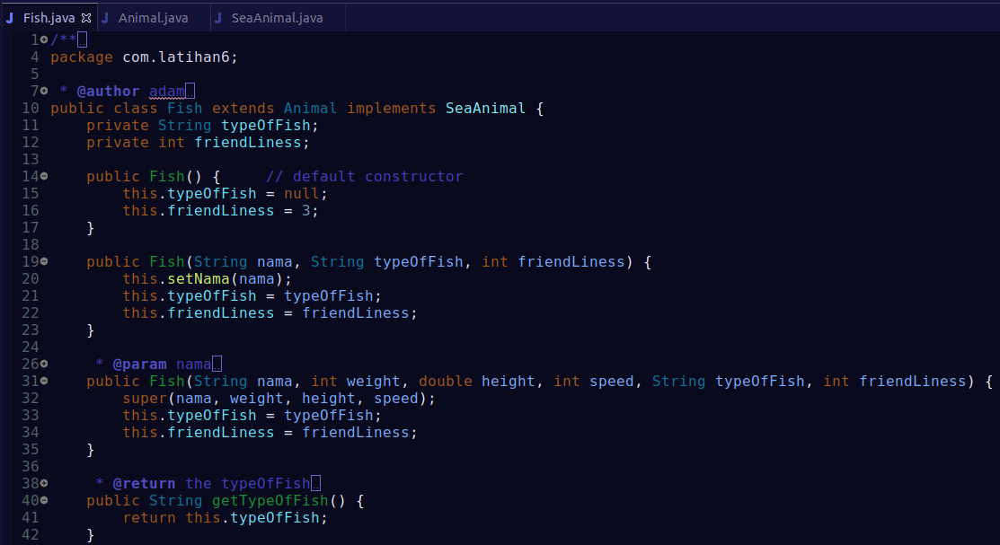 Fish.java Animal.java SeaAnimal.java
1 /**
4 package com.latihan6;
5
7 * @author adam
10 public class Fish extends Animal implements SeaAnimal {
11 private String typeOfFish;
12 private int friendLiness;
13
14 public Fish() { // default constructor
15 this.typeOfFish = null;
16 this.friendLiness = 3;
17 }
18
19 public Fish(String nama, String typeOfFish, int friendLiness) {
20 this.setNama(nama);
21 this.typeOfFish = typeOfFish;
22 this.friendLiness = friendLiness;
23 }
24
26 * @param nama
31 public Fish(String nama, int weight, double height, int speed, String typeOfFish, int friendLiness) {
32 super(nama, weight, height, speed);
33 this.typeOfFish = typeOfFish;
34 this.friendLiness = friendLiness;
35 }
36
38 * @return the typeOfFish
40 public String getTypeOfFish() {
41 return this.typeOfFish;
42 }